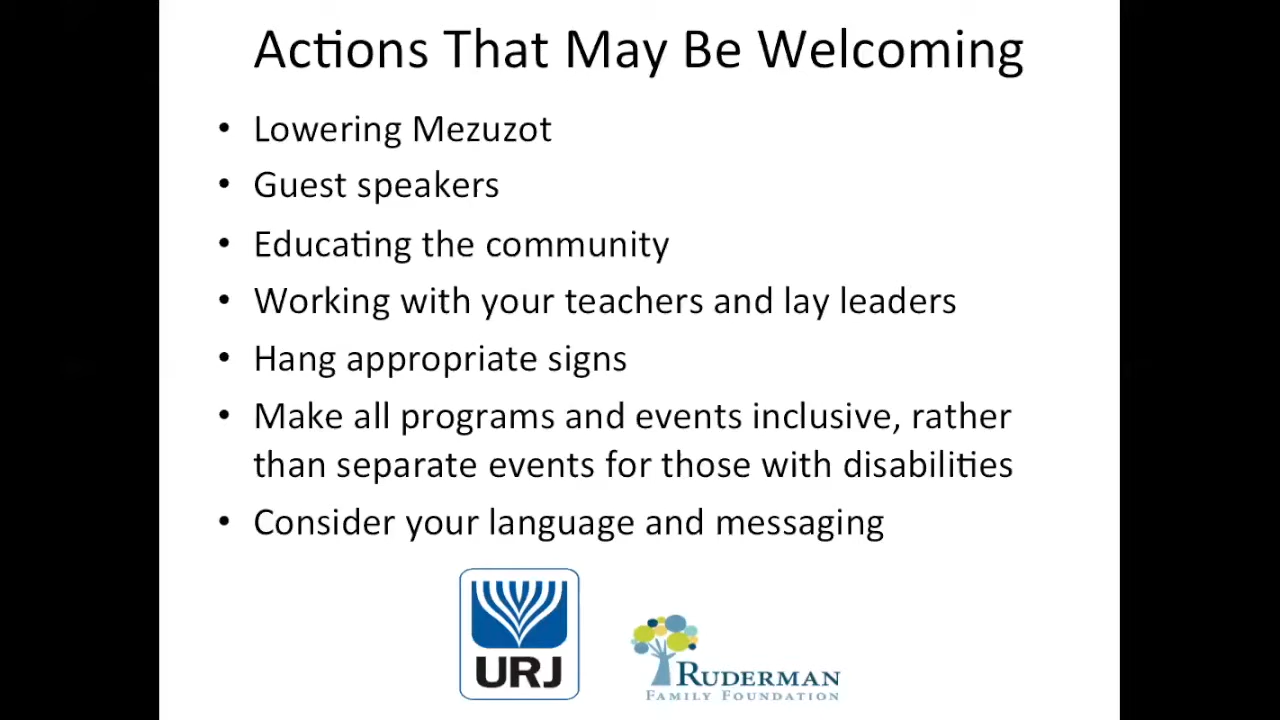 Actions That May Be Welcoming
• Lowering Mezuzot
• Guest speakers
• Educating the community
• Working with your teachers and lay leaders
• Hang appropriate signs
• Make all programs and events inclusive, rather
than separate events for those with disabilities
• Consider your language and messaging
URJ
RUDERMAN
FAMILY FOUNDATION